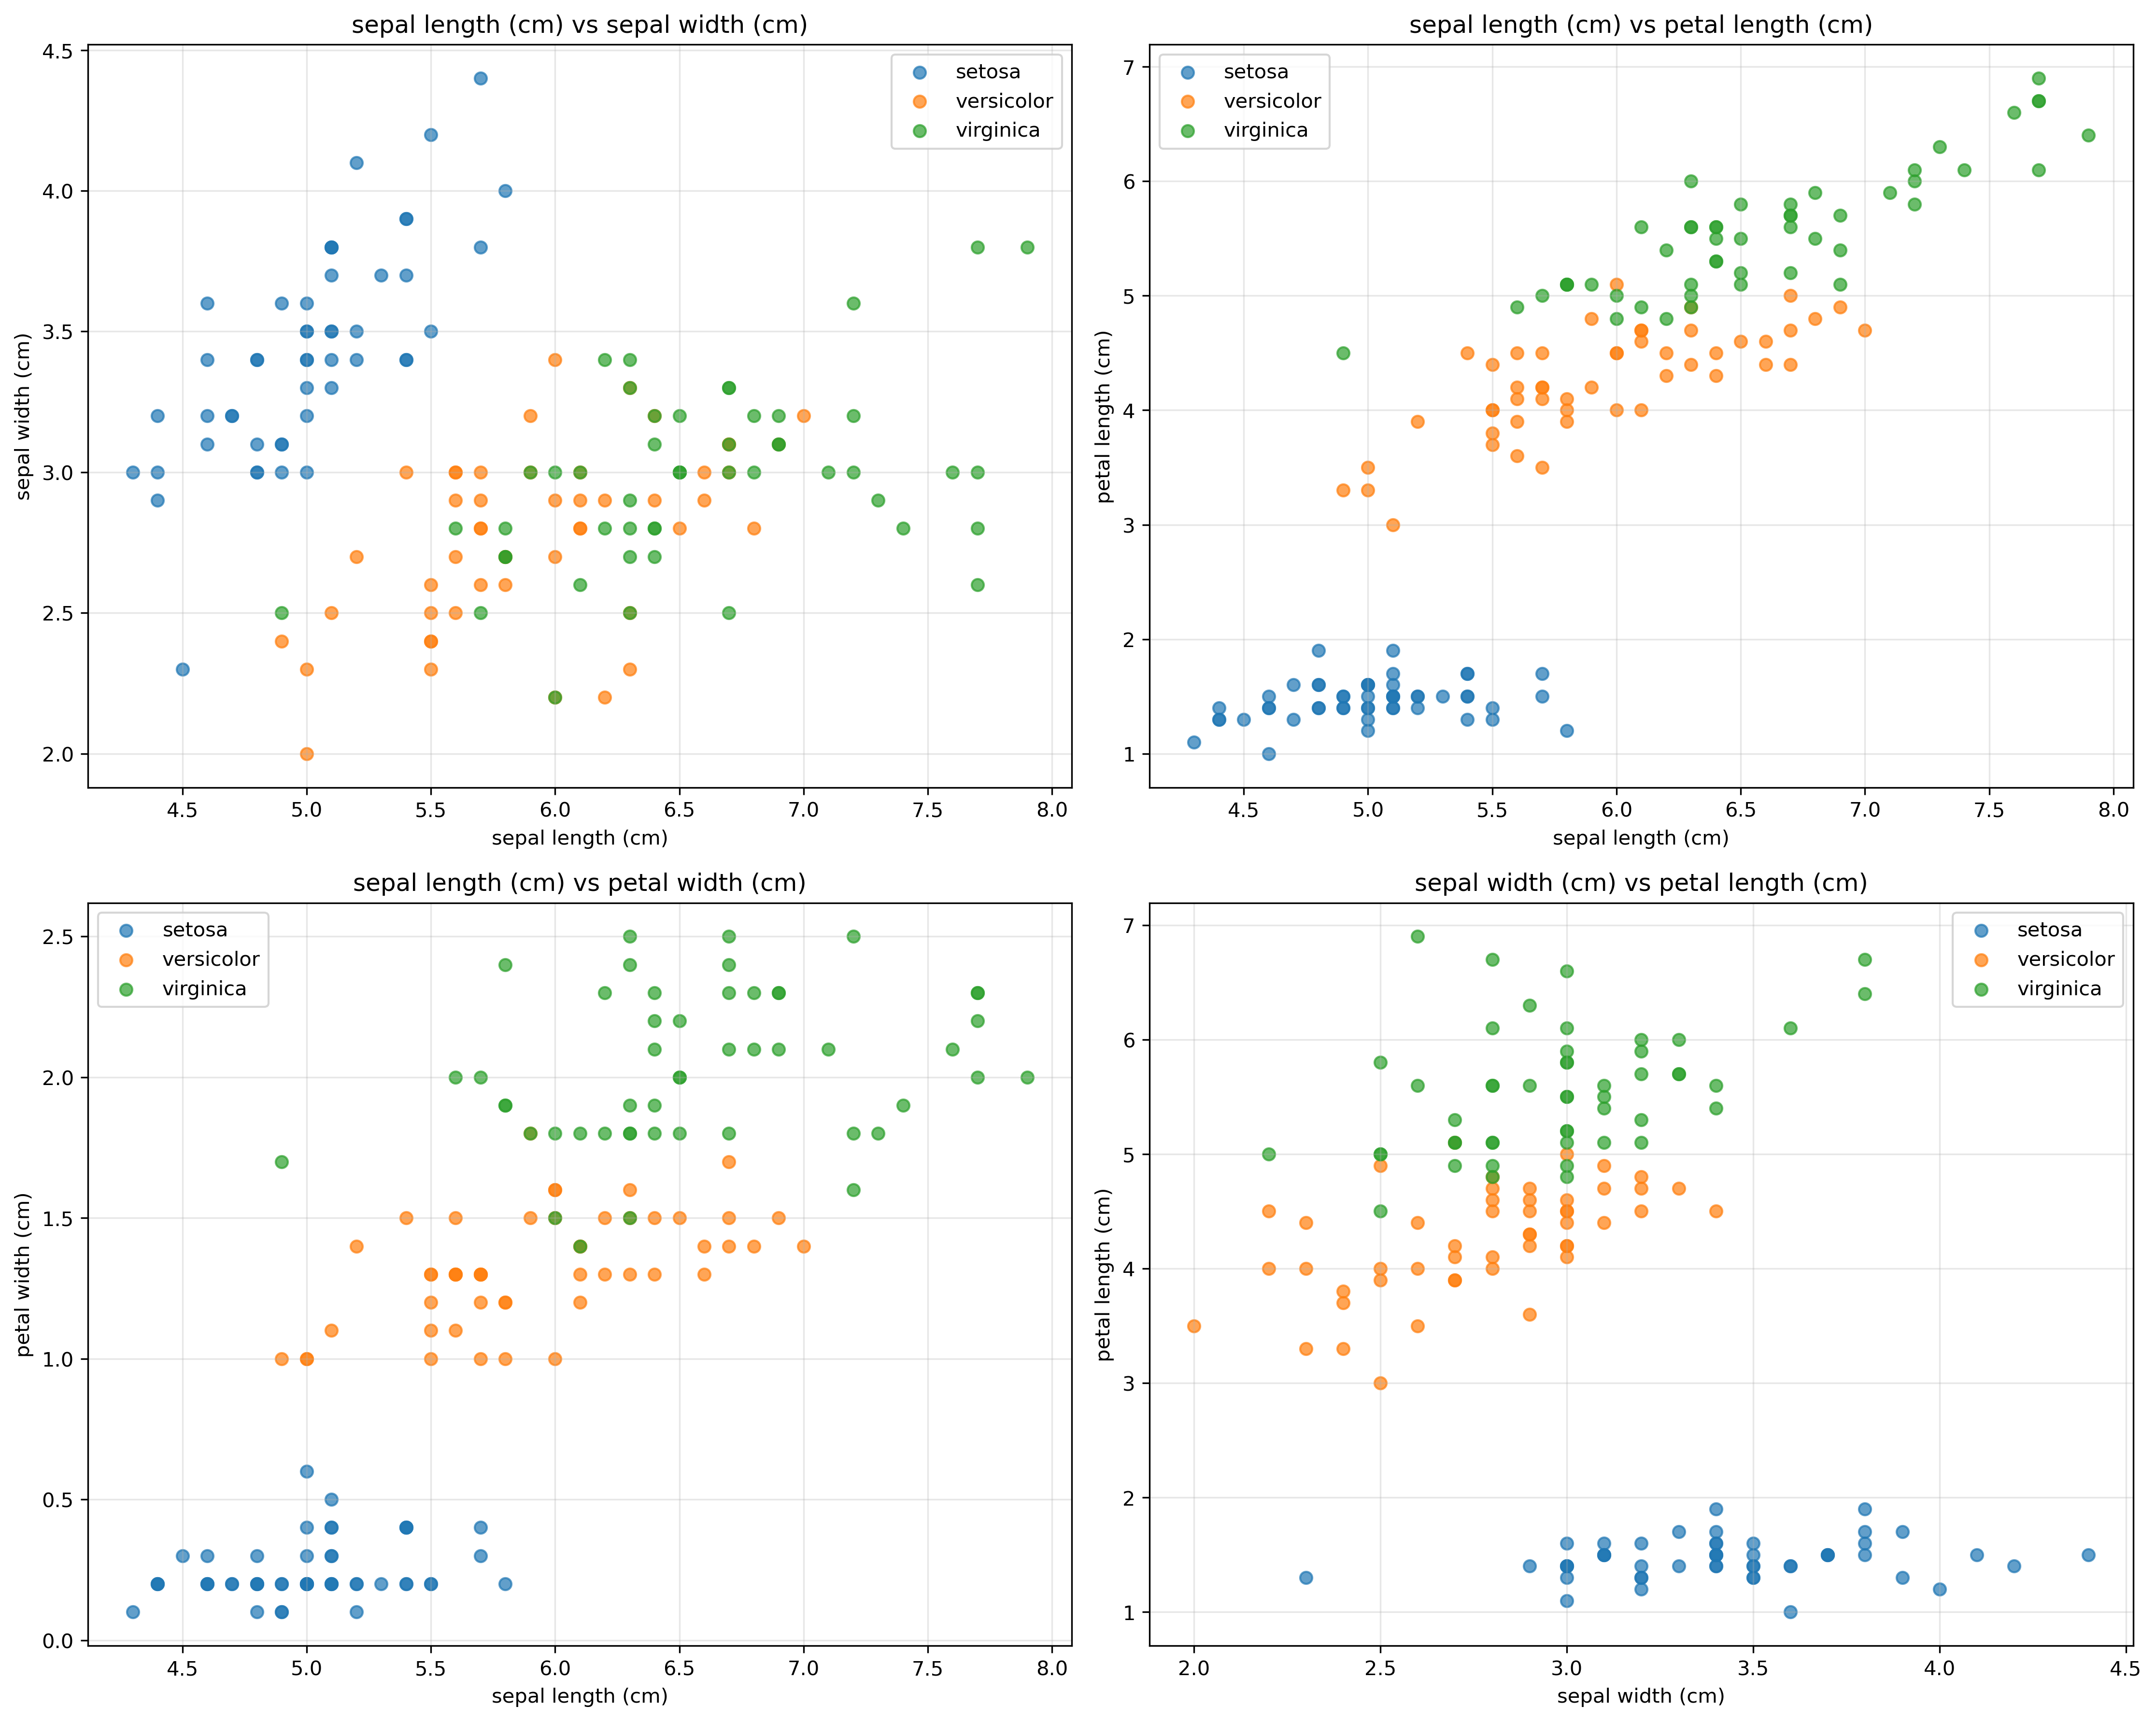 sepal length (cm) vs sepal width (cm)
4.5
4.0
3.5
3.0
2.5
2.0
sepal width (cm)
setosa
versicolor
virginica
4.5 5.0 5.5 6.0 6.5 7.0 7.5 8.0
sepal length (cm)
sepal length (cm) vs petal length (cm)
7
6
5
4
3
2
1
petal length (cm)
setosa
versicolor
virginica
4.5 5.0 5.5 6.0 6.5 7.0 7.5 8.0
sepal length (cm)
sepal length (cm) vs petal width (cm)
2.5
2.0
1.5
1.0
0.5
0.0
petal width (cm)
setosa
versicolor
virginica
4.5 5.0 5.5 6.0 6.5 7.0 7.5 8.0
sepal length (cm)
sepal width (cm) vs petal length (cm)
7
6
5
4
3
2
1
petal length (cm)
setosa
versicolor
virginica
2.0 2.5 3.0 3.5 4.0 4.5
sepal width (cm)